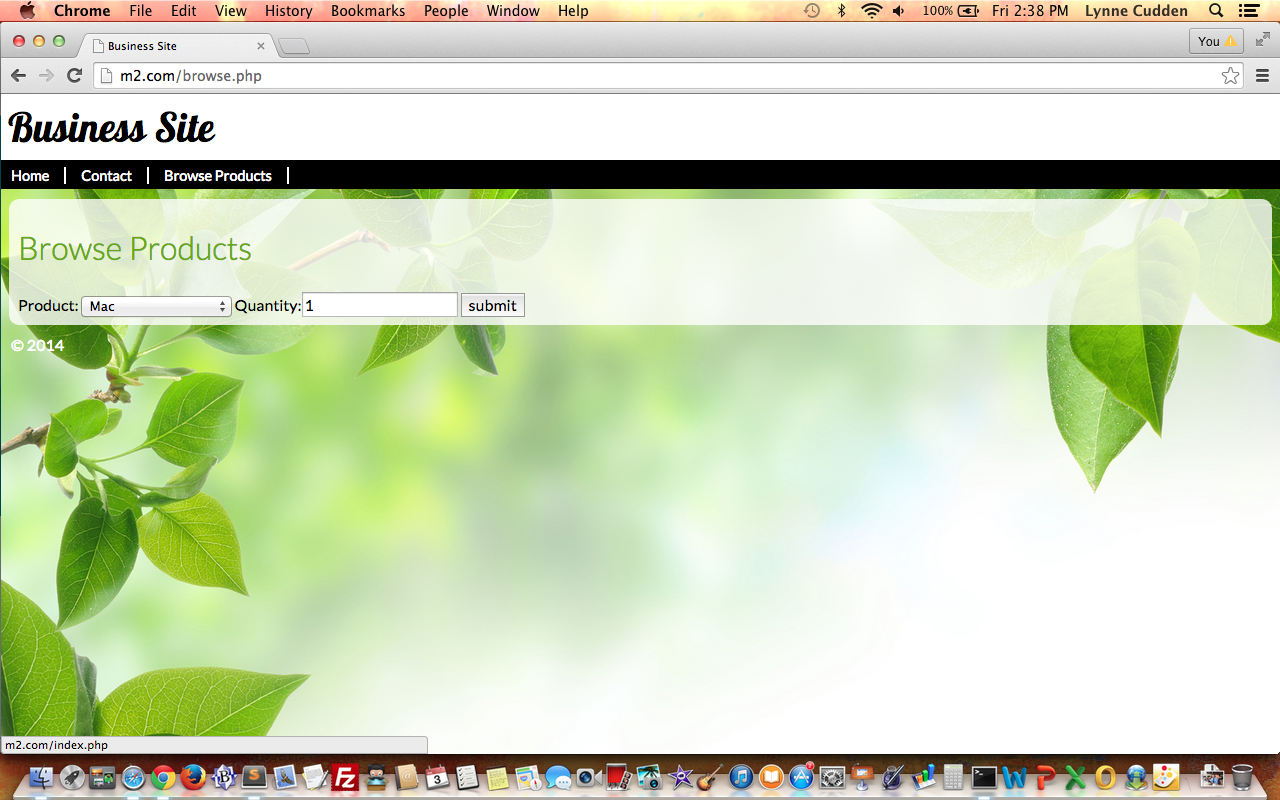 Chrome File Edit View History Bookmarks People Window Help 100% Fri 2:38 PM Lynne Cudden
Business Site You
m2.com/browse.php
Business Site
Home Contact Browse Products
Browse Products
Product: Mac Quantity: 1 submit
© 2014
m2.com/index.php